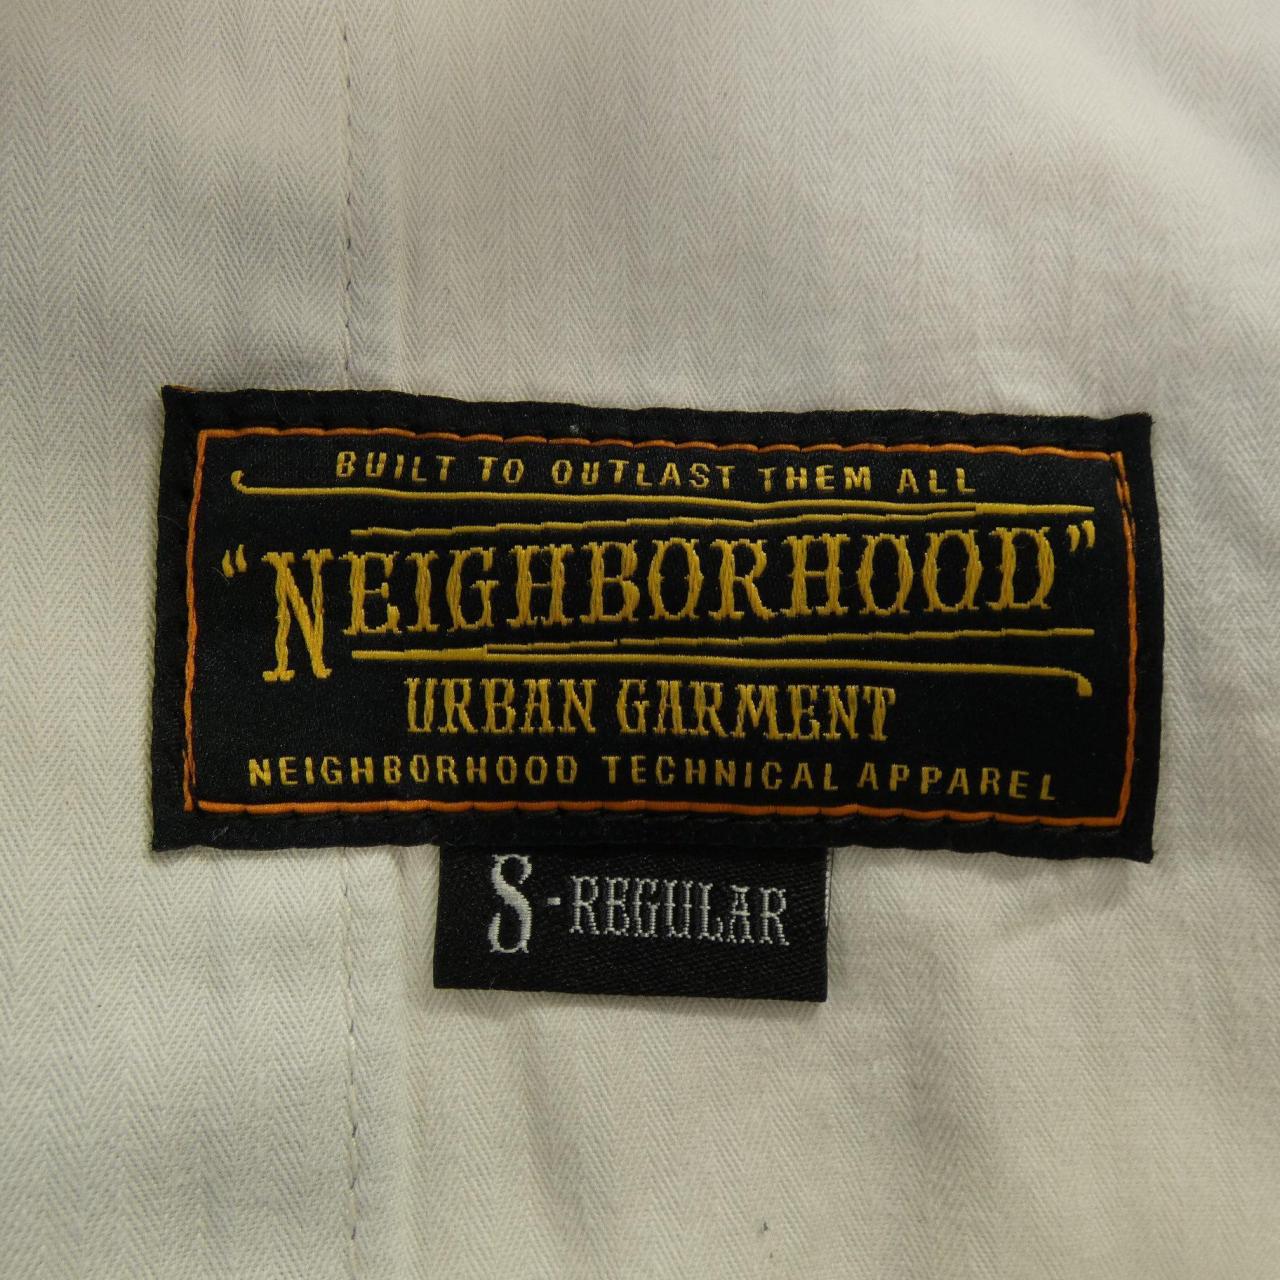 BUILT TO OUTLAST THEM ALL
“NEIGHBORHOOD”
URBAN GARMENT
NEIGHBORHOOD TECHNICAL APPAREL
S-REGULAR